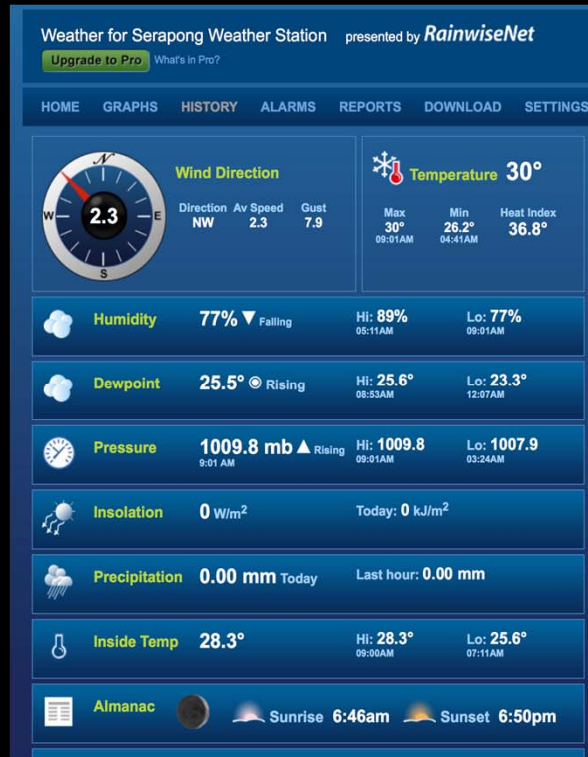 Weather for Serapong Weather Station presented by RainwiseNet
Upgrade to Pro What's in Pro?
HOME GRAPHS HISTORY ALARMS REPORTS DOWNLOAD SETTINGS
N
W
E
S
2.3
Wind Direction
Direction Av Speed Gust
NW 2.3 7.9
Temperature 30°
Max Min Heat Index
30° 26.2° 36.8°
09:01AM 04:41AM
Humidity 77% Falling Hi: 89% Lo: 77%
05:11AM 09:01AM
Dewpoint 25.5° Rising Hi: 25.6° Lo: 23.3°
08:53AM 12:07AM
Pressure 1009.8 mb Rising Hi: 1009.8 Lo: 1007.9
9:01 AM 09:01AM 03:24AM
Insolation 0 W/m² Today: 0 kJ/m²
Precipitation 0.00 mm Today Last hour: 0.00 mm
Inside Temp 28.3° Hi: 28.3° Lo: 25.6°
09:00AM 07:11AM
Almanac Sunrise 6:46am Sunset 6:50pm